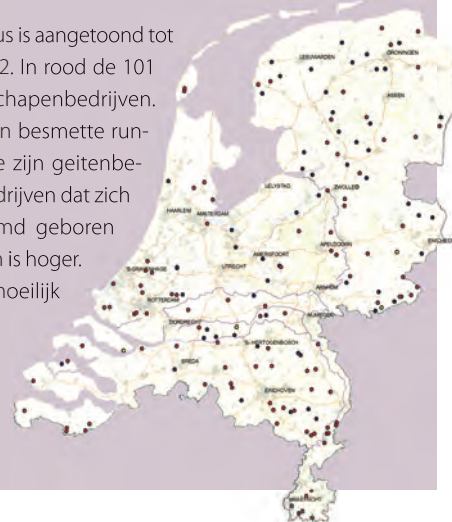 us is aangetoond tot
2. In rood de 101
chapenbedrijven.
n besmette run-
e zijn geitenbe-
drijven dat zich
md geboren
n is hoger.
noeilijk
LEEUWARDEN
GRONINGEN
ASSEN
LELYSTAD
ZWOLLE
HAARLEM
AMSTERDAM
ENSCHEDE
APELDOORN
AMERSFOORT
UTRECHT
'S-GRAVENHAGE
ARNHEM
ROTTERDAM
DORDRECHT
NIJMEGEN
'S-HERTOGENBOSCH
BREDA
EINDHOVEN
MAASTRICHT